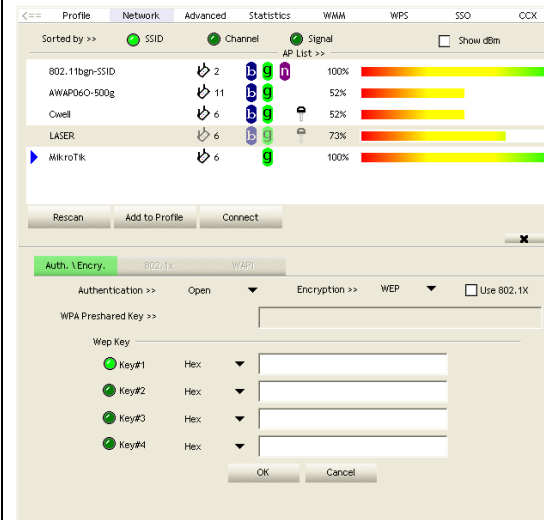 <== Profile Network Advanced Statistics WMM WPS SSO CCX
Sorted by >> SSID Channel Signal Show dBm
AP List >>
802.11bgn-SSID 2 b g n 100%
AWAP06O-500g 11 b g 52%
Cwell 6 b g 52%
LASER 6 b g 73%
MikroTik 6 g 100%
Rescan Add to Profile Connect
X
Auth. \ Encry. 802.1x WAPI
Authentication >> Open Encryption >> WEP Use 802.1X
WPA Preshared Key >>
Wep Key
Key#1 Hex
Key#2 Hex
Key#3 Hex
Key#4 Hex
OK Cancel